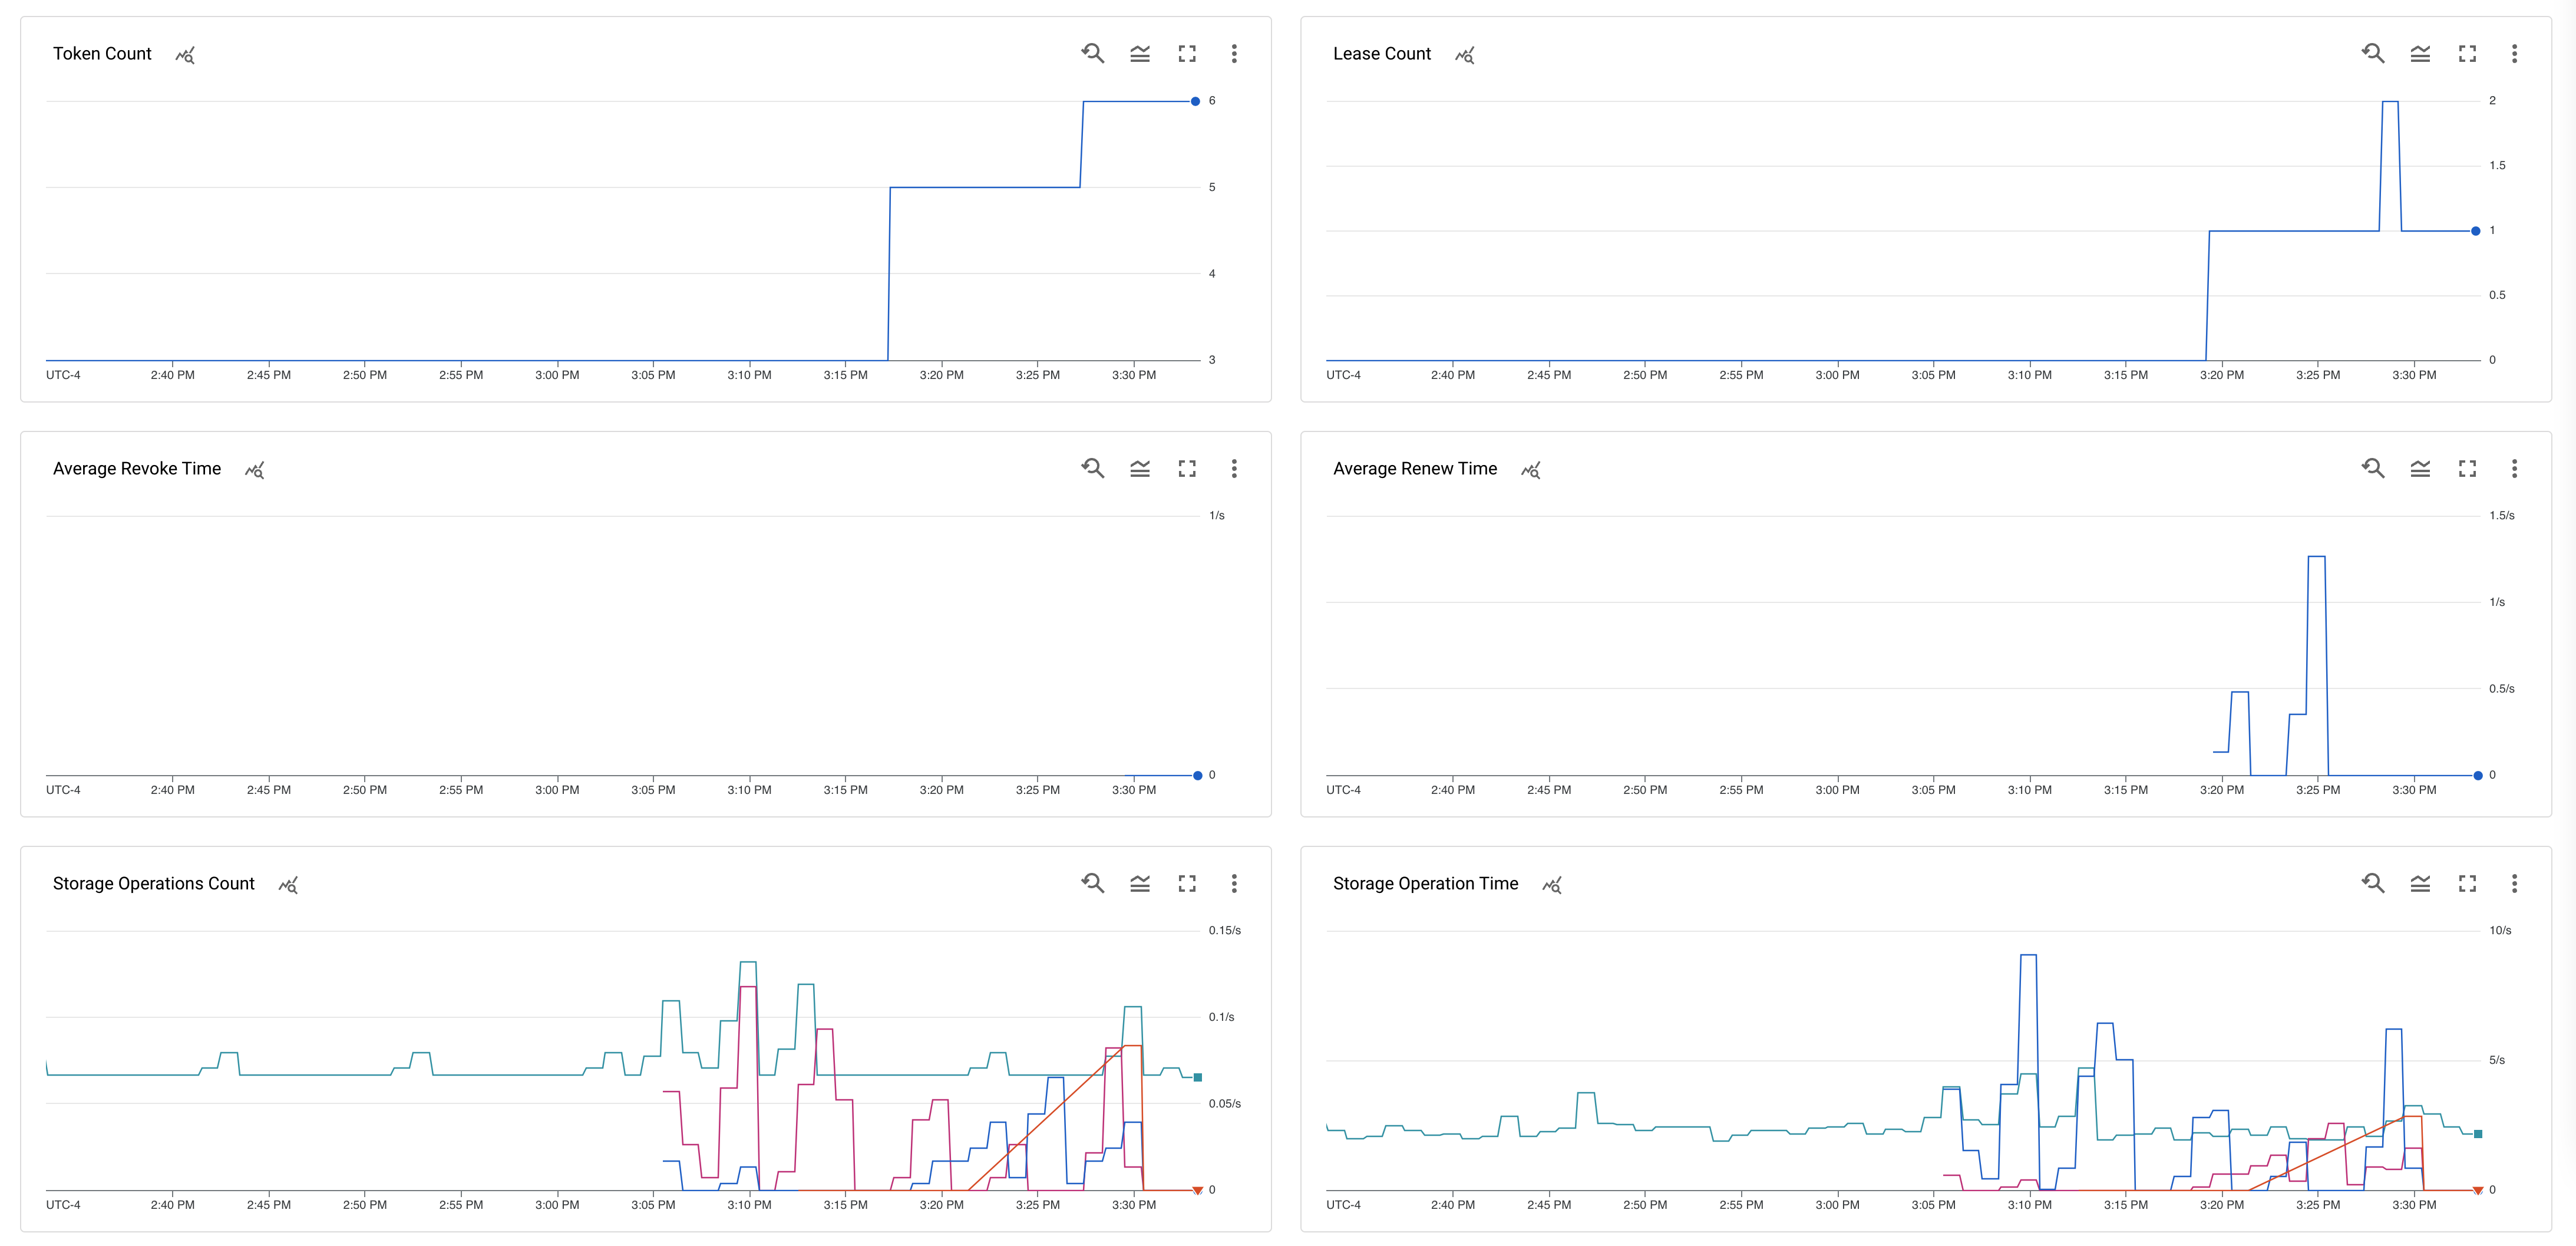 Token Count
6
5
4
3
UTC-4 2:40 PM 2:45 PM 2:50 PM 2:55 PM 3:00 PM 3:05 PM 3:10 PM 3:15 PM 3:20 PM 3:25 PM 3:30 PM
Lease Count
2
1.5
1
0.5
0
UTC-4 2:40 PM 2:45 PM 2:50 PM 2:55 PM 3:00 PM 3:05 PM 3:10 PM 3:15 PM 3:20 PM 3:25 PM 3:30 PM
Average Revoke Time
1/s
0
UTC-4 2:40 PM 2:45 PM 2:50 PM 2:55 PM 3:00 PM 3:05 PM 3:10 PM 3:15 PM 3:20 PM 3:25 PM 3:30 PM
Average Renew Time
1.5/s
1/s
0.5/s
0
UTC-4 2:40 PM 2:45 PM 2:50 PM 2:55 PM 3:00 PM 3:05 PM 3:10 PM 3:15 PM 3:20 PM 3:25 PM 3:30 PM
Storage Operations Count
0.15/s
0.1/s
0.05/s
0
UTC-4 2:40 PM 2:45 PM 2:50 PM 2:55 PM 3:00 PM 3:05 PM 3:10 PM 3:15 PM 3:20 PM 3:25 PM 3:30 PM
Storage Operation Time
10/s
5/s
0
UTC-4 2:40 PM 2:45 PM 2:50 PM 2:55 PM 3:00 PM 3:05 PM 3:10 PM 3:15 PM 3:20 PM 3:25 PM 3:30 PM